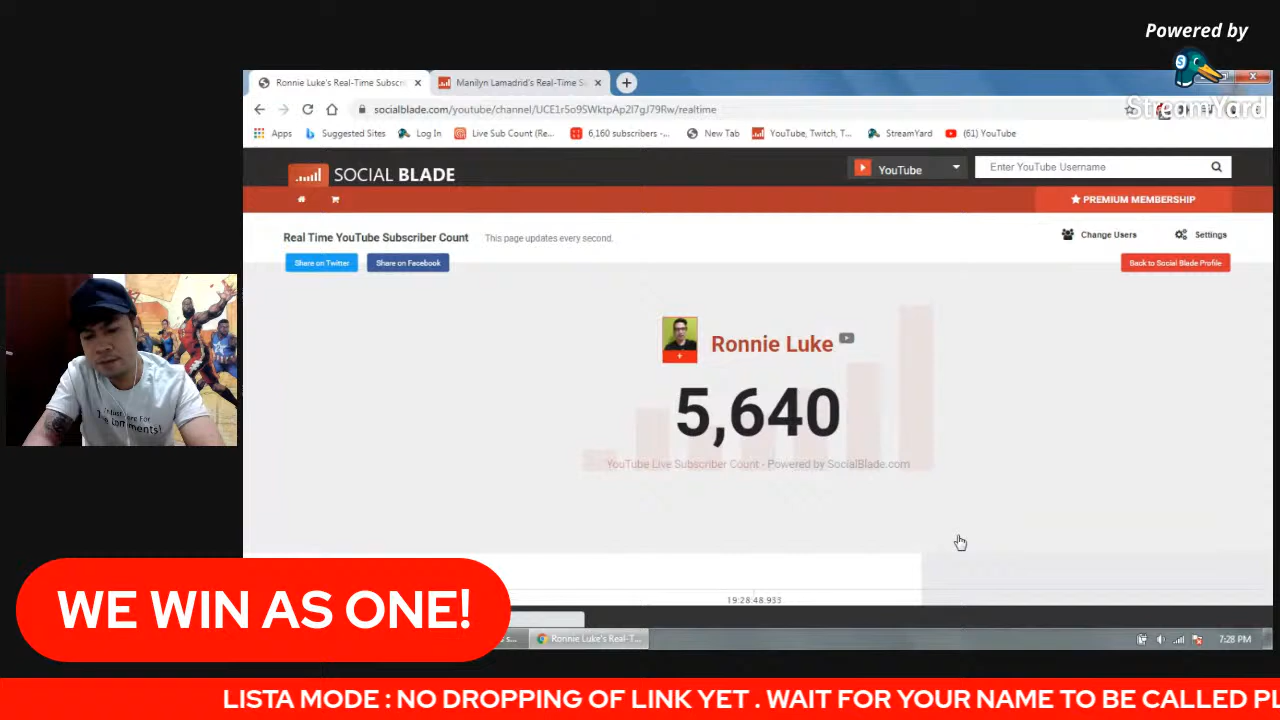 Powered by
StreamYard
Ronnie Luke's Real-Time Subscri
Manilyn Lamadrid's Real-Time S
socialblade.com/youtube/channel/UCE1r5o9SWktpAp2I7gJ79Rw/realtime
Apps
Suggested Sites
Log In
Live Sub Count (Re...
6,160 subscribers -...
New Tab
YouTube, Twitch, T...
StreamYard
(61) YouTube
SOCIAL BLADE
YouTube
Enter YouTube Username
PREMIUM MEMBERSHIP
Real Time YouTube Subscriber Count
This page updates every second.
Change Users
Settings
Share on Twitter
Share on Facebook
Back to Social Blade Profile
Ronnie Luke
5,640
YouTube Live Subscriber Count - Powered by SocialBlade.com
Here For
Comments!
19:28:48.933
WE WIN AS ONE!
Ronnie Luke's Real-T...
7:28 PM
LISTA MODE : NO DROPPING OF LINK YET . WAIT FOR YOUR NAME TO BE CALLED PL